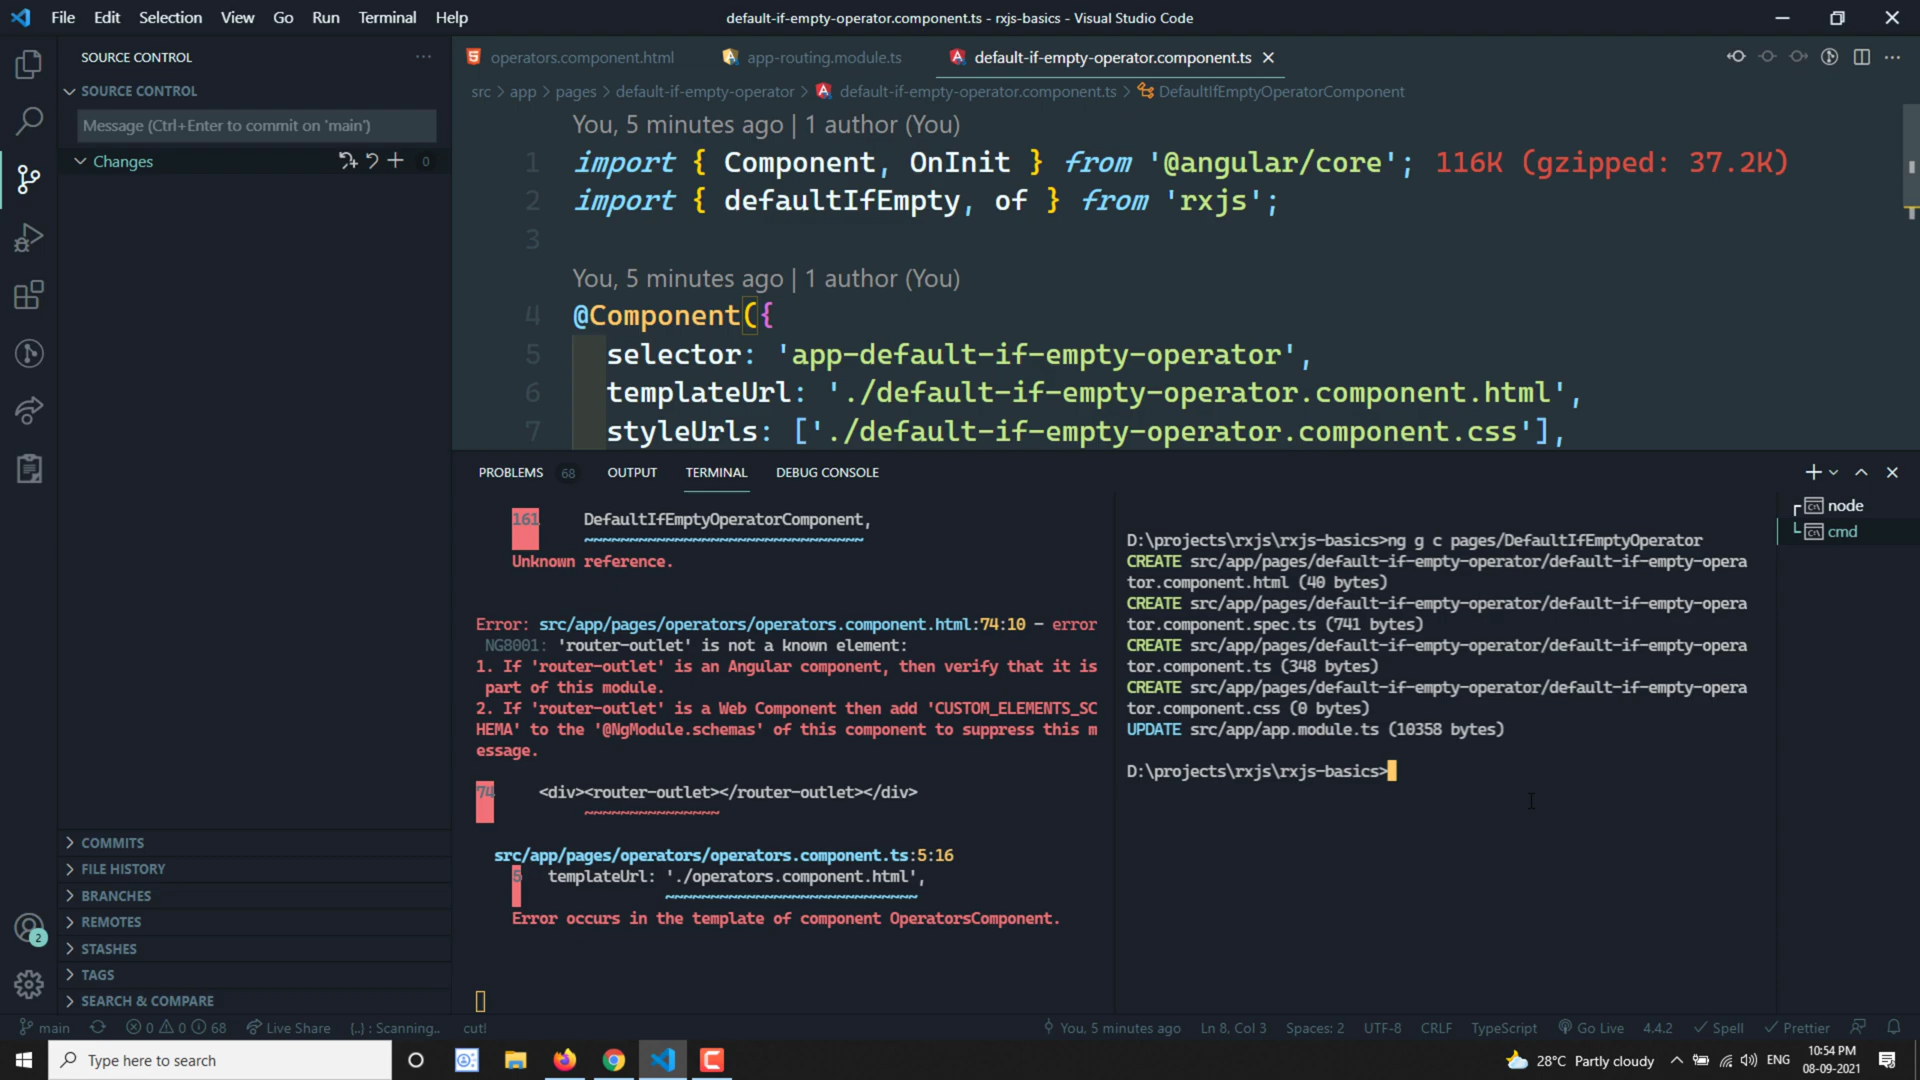 File Edit Selection View Go Run Terminal Help
default-if-empty-operator.component.ts - rxjs-basics - Visual Studio Code
SOURCE CONTROL
SOURCE CONTROL
Message (Ctrl+Enter to commit on 'main')
Changes 0
COMMITS
FILE HISTORY
BRANCHES
REMOTES
STASHES
TAGS
SEARCH & COMPARE
2
operators.component.html app-routing.module.ts default-if-empty-operator.component.ts
src > app > pages > default-if-empty-operator > default-if-empty-operator.component.ts > DefaultIfEmptyOperatorComponent
You, 5 minutes ago | 1 author (You)
1 import { Component, OnInit } from '@angular/core'; 116K (gzipped: 37.2K)
2 import { defaultIfEmpty, of } from 'rxjs';
3
You, 5 minutes ago | 1 author (You)
4 @Component({
5 selector: 'app-default-if-empty-operator',
6 templateUrl: './default-if-empty-operator.component.html',
7 styleUrls: ['./default-if-empty-operator.component.css'],
PROBLEMS 68 OUTPUT TERMINAL DEBUG CONSOLE
161 DefaultIfEmptyOperatorComponent,
~~~~~~~~~~~~~~~~~~~~~~~~~~~~~~~
Unknown reference.
Error: src/app/pages/operators/operators.component.html:74:10 - error
NG8001: 'router-outlet' is not a known element:
1. If 'router-outlet' is an Angular component, then verify that it is
part of this module.
2. If 'router-outlet' is a Web Component then add 'CUSTOM_ELEMENTS_SC
HEMA' to the '@NgModule.schemas' of this component to suppress this m
essage.
74 <div><router-outlet></router-outlet></div>
~~~~~~~~~~~~~~~
src/app/pages/operators/operators.component.ts:5:16
5 templateUrl: './operators.component.html',
~~~~~~~~~~~~~~~~~~~~~~~~~~~~
Error occurs in the template of component OperatorsComponent.
D:\projects\rxjs\rxjs-basics>ng g c pages/DefaultIfEmptyOperator
CREATE src/app/pages/default-if-empty-operator/default-if-empty-opera
tor.component.html (40 bytes)
CREATE src/app/pages/default-if-empty-operator/default-if-empty-opera
tor.component.spec.ts (741 bytes)
CREATE src/app/pages/default-if-empty-operator/default-if-empty-opera
tor.component.ts (348 bytes)
CREATE src/app/pages/default-if-empty-operator/default-if-empty-opera
tor.component.css (0 bytes)
UPDATE src/app/app.module.ts (10358 bytes)
D:\projects\rxjs\rxjs-basics>
node
cmd
main 0 0 68 Live Share {..} : Scanning.. cut! You, 5 minutes ago Ln 8, Col 3 Spaces: 2 UTF-8 CRLF TypeScript Go Live 4.4.2 Spell Prettier
Type here to search
28°C Partly cloudy ENG
10:54 PM
08-09-2021